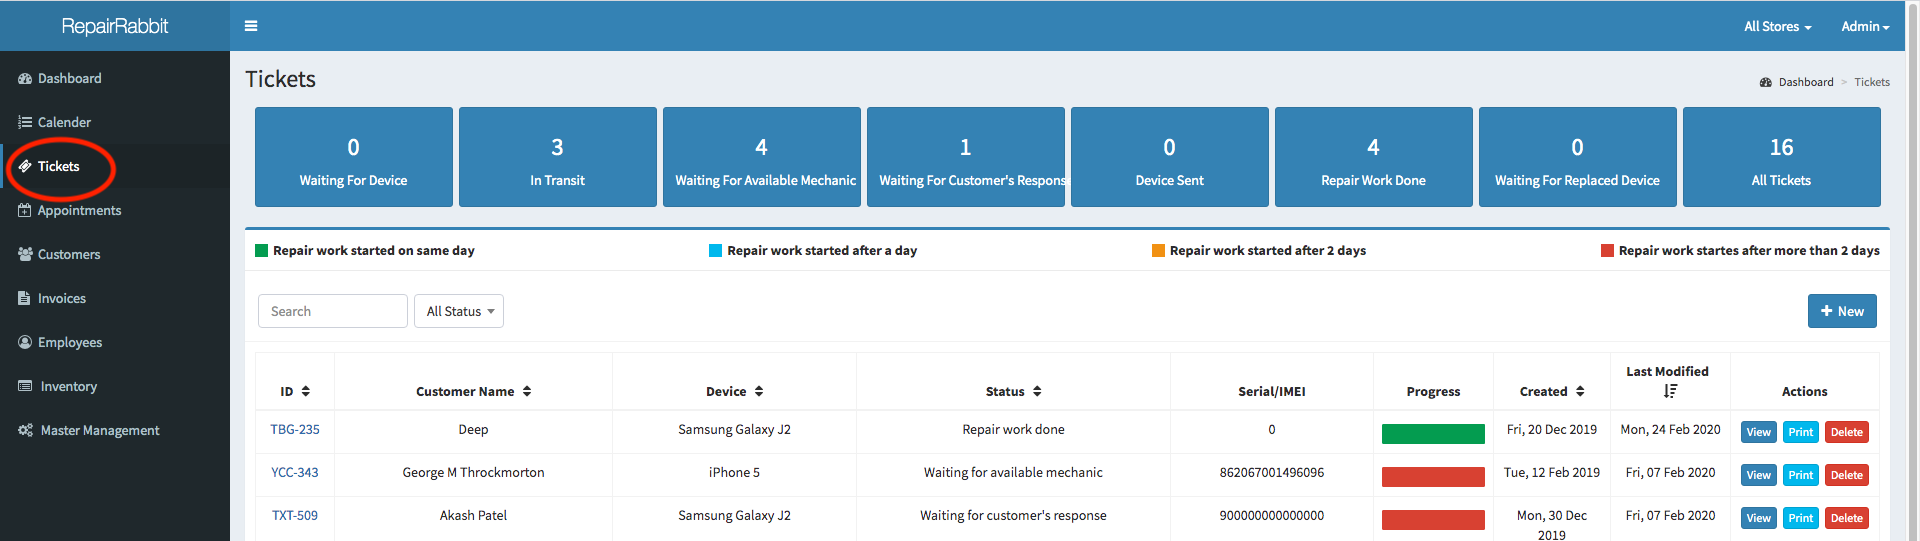 RepairRabbit
All Stores
Admin
Dashboard
Calender
Tickets
Appointments
Customers
Invoices
Employees
Inventory
Master Management
Tickets
Dashboard > Tickets
0
Waiting For Device
3
In Transit
4
Waiting For Available Mechanic
1
Waiting For Customer's Respons
0
Device Sent
4
Repair Work Done
0
Waiting For Replaced Device
16
All Tickets
Repair work started on same day
Repair work started after a day
Repair work started after 2 days
Repair work startes after more than 2 days
Search
All Status
+ New
ID Customer Name Device Status Serial/IMEI Progress Created Last Modified Actions
TBG-235 Deep Samsung Galaxy J2 Repair work done 0 Fri, 20 Dec 2019 Mon, 24 Feb 2020 View Print Delete
YCC-343 George M Throckmorton iPhone 5 Waiting for available mechanic 862067001496096 Tue, 12 Feb 2019 Fri, 07 Feb 2020 View Print Delete
TXT-509 Akash Patel Samsung Galaxy J2 Waiting for customer's response 900000000000000 Mon, 30 Dec Fri, 07 Feb 2020 View Print Delete
2019